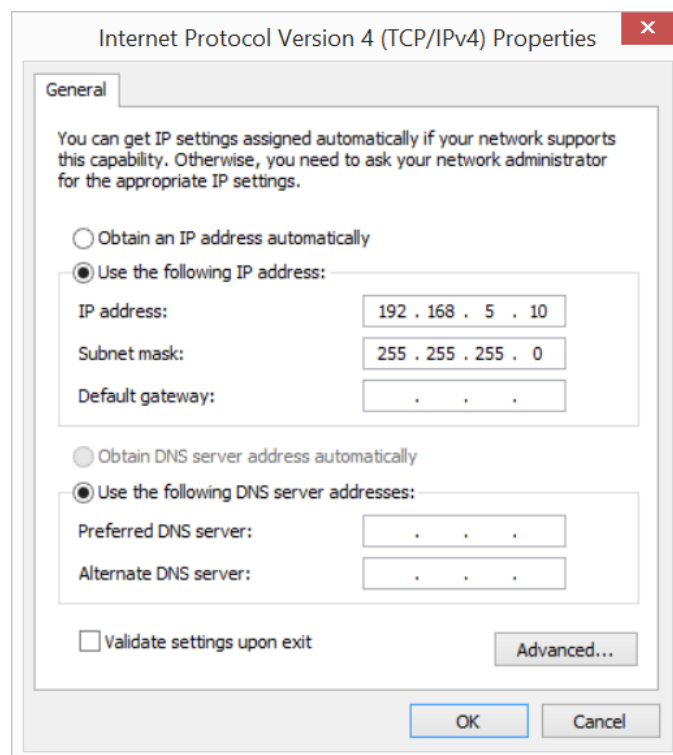 Internet Protocol Version 4 (TCP/IPv4) Properties
General
You can get IP settings assigned automatically if your network supports
this capability. Otherwise, you need to ask your network administrator
for the appropriate IP settings.
Obtain an IP address automatically
Use the following IP address:
IP address: 192 . 168 . 5 . 10
Subnet mask: 255 . 255 . 255 . 0
Default gateway: . . .
Obtain DNS server address automatically
Use the following DNS server addresses:
Preferred DNS server: . . .
Alternate DNS server: . . .
Validate settings upon exit
Advanced...
OK Cancel